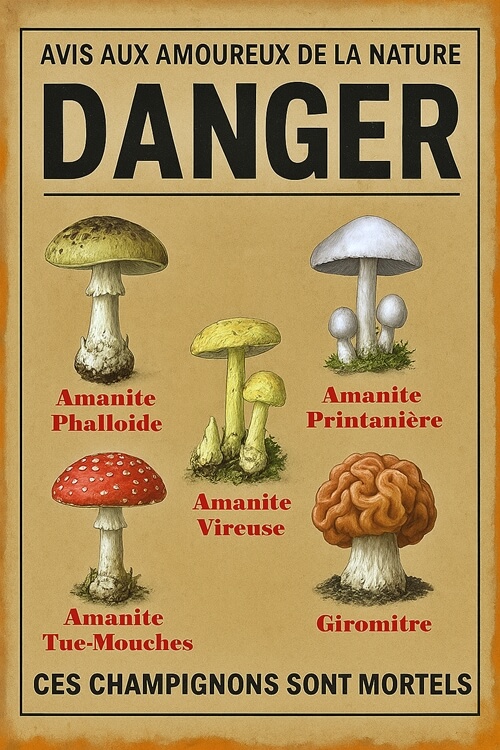 AVIS AUX AMOUREUX DE LA NATURE
DANGER
Amanite
Phalloide
Amanite
Printanière
Amanite
Vireuse
Amanite
Tue-Mouches
Giromitre
CES CHAMPIGNONS SONT MORTELS